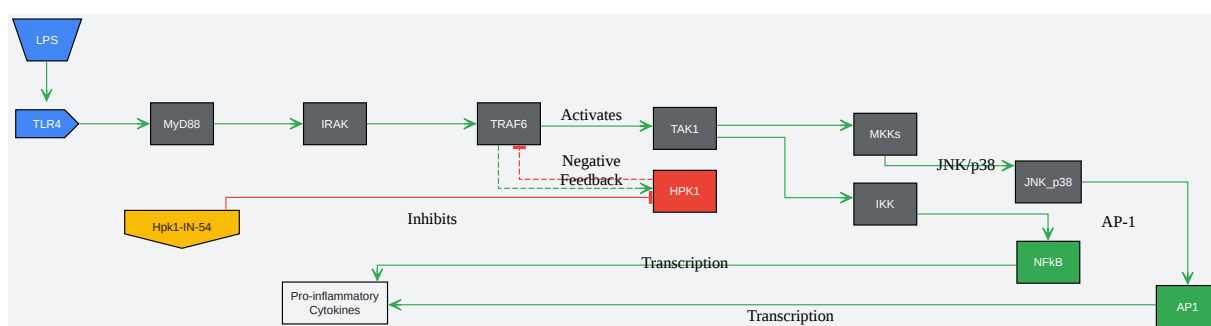 LPS
TLR4
MyD88
IRAK
TRAF6
Activates
TAK1
MKKs
JNK/p38
JNK_p38
Negative
Feedback
HPK1
IKK
Hpk1-IN-54
Inhibits
AP-1
NFkB
Transcription
Pro-inflammatory
Cytokines
Transcription
AP1